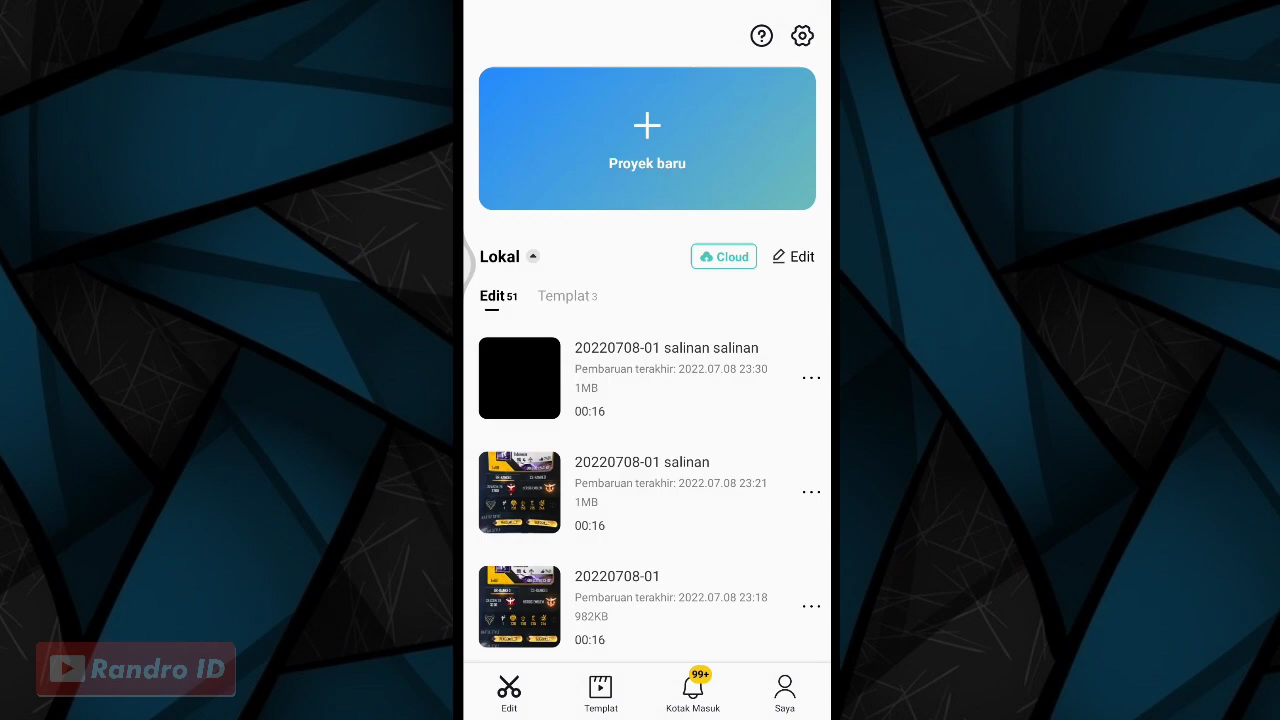 Proyek baru
Lokal
Cloud
Edit
Edit 51
Templat 3
20220708-01 salinan salinan
Pembaruan terakhir: 2022.07.08 23:30
1MB
00:16
20220708-01 salinan
Pembaruan terakhir: 2022.07.08 23:21
1MB
00:16
20220708-01
Pembaruan terakhir: 2022.07.08 23:18
982KB
00:16
Randro ID
99+
Edit
Templat
Kotak Masuk
Saya